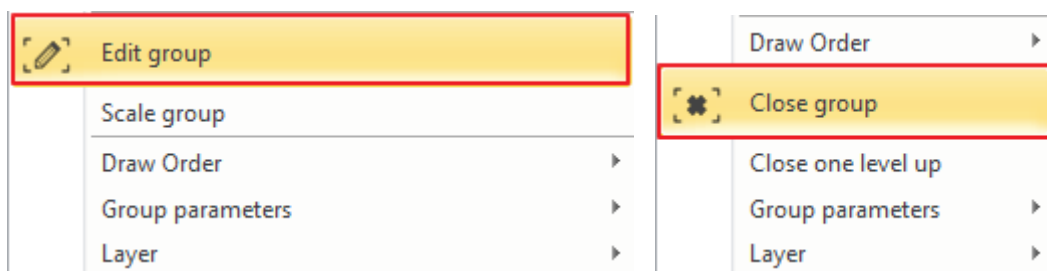 Edit group
Scale group
Draw Order
Group parameters
Layer
Draw Order
Close group
Close one level up
Group parameters
Layer